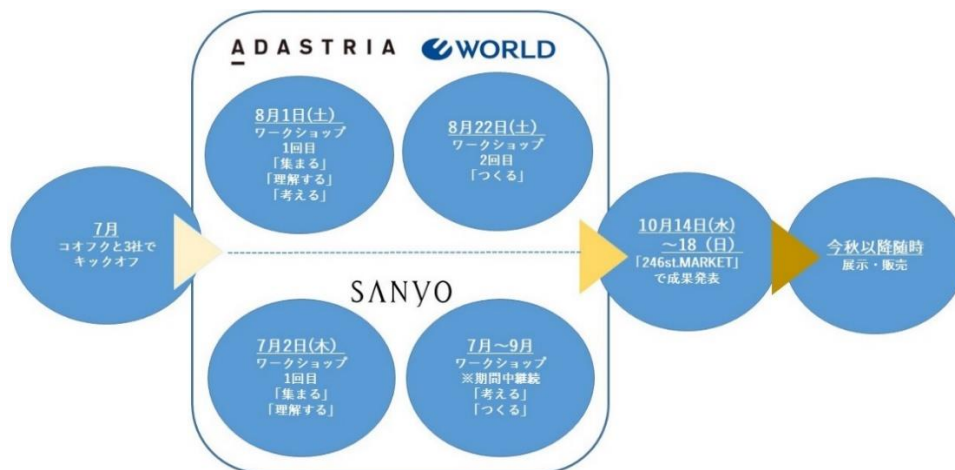 ADASTRIA
WORLD
8月1日(土)
ワークショップ
1回目
「集まる」
「理解する」
「考える」
8月22日(土)
ワークショップ
2回目
「つくる」
7月
コオフクと3社で
キックオフ
10月14日(水)
～18（日）
「246st.MARKET」
で成果発表
今秋以降随時
展示・販売
SANYO
7月2日(木)
ワークショップ
1回目
「集まる」
「理解する」
7月～9月
ワークショップ
※期間中継続
「考える」
「つくる」